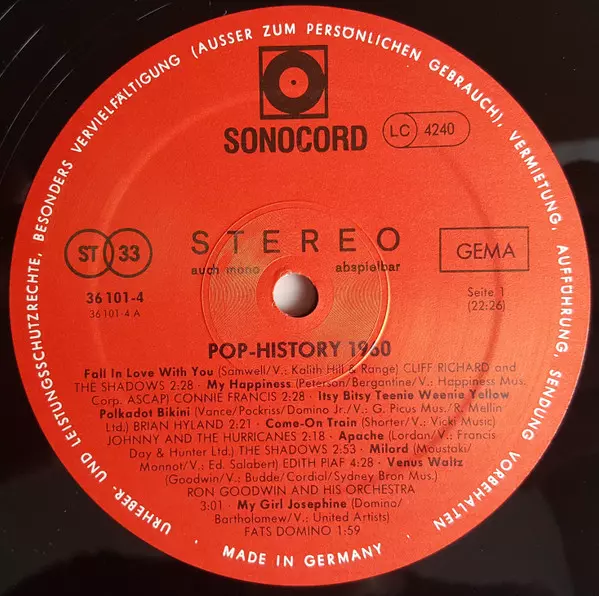 URHEBER- UND LEISTUNGSSCHUTZRECHTE, BESONDERS VERVIELFÄLTIGUNG (AUSSER ZUM PERSÖNLICHEN GEBRAUCH), VERMIETUNG, AUFFÜHRUNG, SENDUNG VORBEHALTEN
SONOCORD
LC 4240
ST 33
STEREO
auch mono abspielbar
GEMA
36 101-4
36 101-4 A
Seite 1
(22:26)
POP-HISTORY 1960
Fall In Love With You (Samwell/V.: Kalith Hill & Range) CLIFF RICHARD and
THE SHADOWS 2:28 · My Happiness (Peterson/Bergantine/V.: Happiness Mus.
Corp. ASCAP) CONNIE FRANCIS 2:28 · Itsy Bitsy Teenie Weenie Yellow
Polkadot Bikini (Vance/Pockriss/Domino Jr./V.: G. Picus Mus./R. Mellin
Ltd.) BRIAN HYLAND 2:21 · Come-On Train (Shorter/V.: Vicki Music)
JOHNNY AND THE HURRICANES 2:18 · Apache (Lordan/V.: Francis
Day & Hunter Ltd.) THE SHADOWS 2:53 · Milord (Moustaki/
Monnot/V.: Ed. Salabert) EDITH PIAF 4:28 · Venus Waltz
(Goodwin/V.: Budde/Cordial/Sydney Bron Mus.)
RON GOODWIN AND HIS ORCHESTRA
3:01 · My Girl Josephine (Domino/
Bartholomew/V.: United Artists)
FATS DOMINO 1:59
· MADE IN GERMANY ·